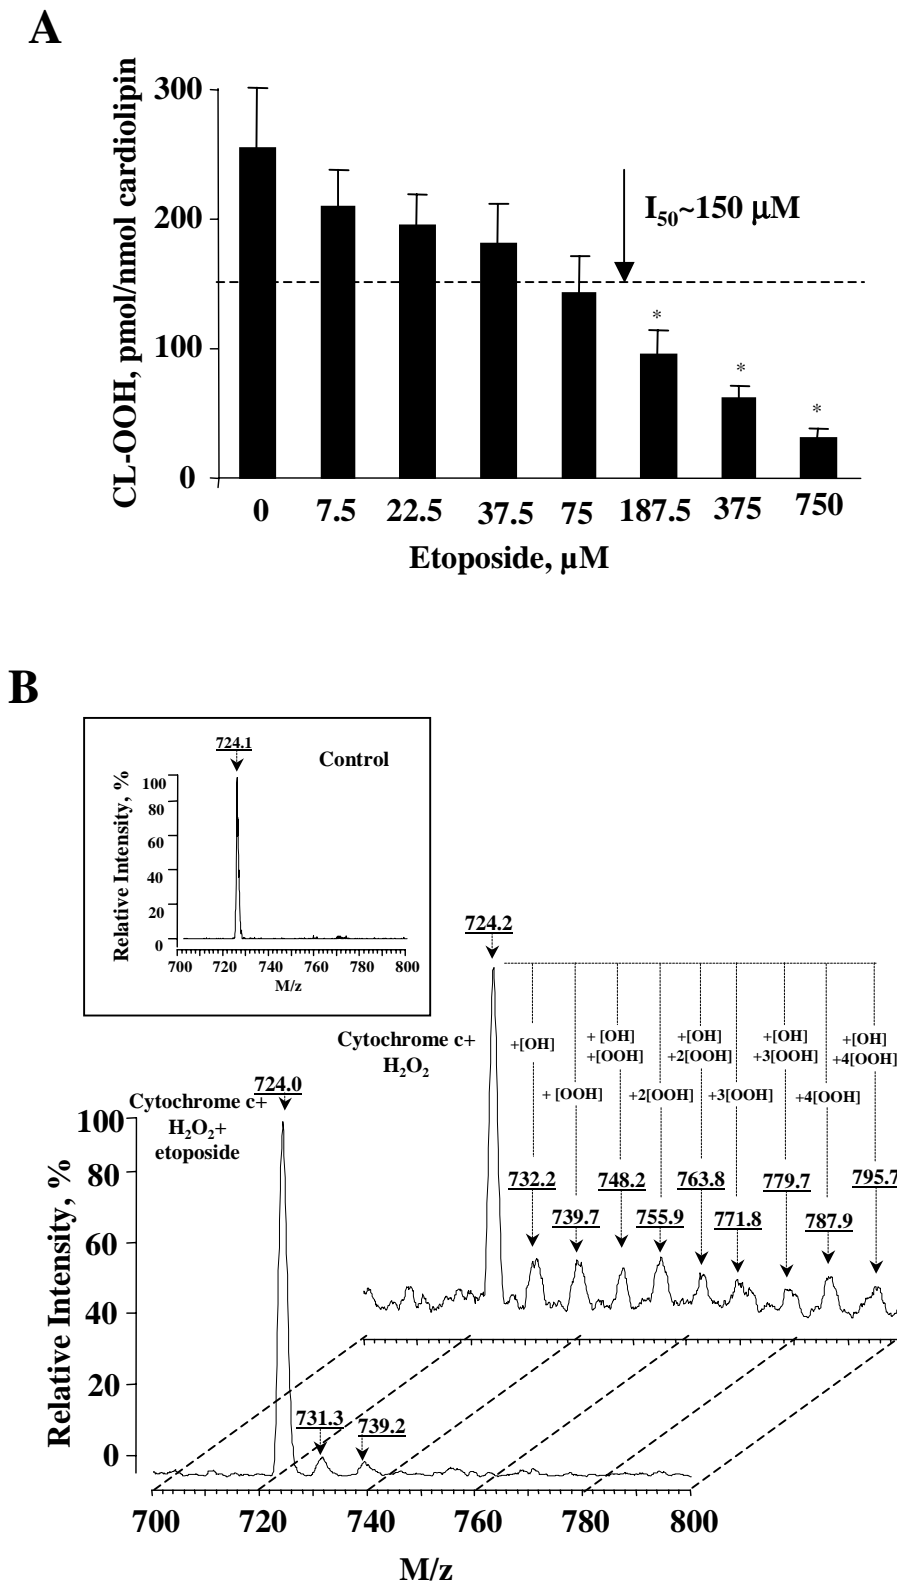 A
CL-OOH, pmol/nmol cardiolipin
300
200
100
0
I50~150 μM
*
*
*
0 7.5 22.5 37.5 75 187.5 375 750
Etoposide, μM
B
724.1
Control
Relative Intensity, %
100
80
60
40
20
0
700 720 740 760 780 800
M/z
724.2
Cytochrome c+
H2O2
+[OH]
+ [OOH]
+ [OH]
+[OOH]
+2[OOH]
+[OH]
+2[OOH]
+3[OOH]
+[OH]
+3[OOH]
+4[OOH]
+[OH]
+4[OOH]
732.2
739.7
748.2
755.9
763.8
771.8
779.7
787.9
795.7
724.0
Cytochrome c+
H2O2+
etoposide
Relative Intensity, %
100
80
60
40
20
0
731.3
739.2
700 720 740 760 780 800
M/z